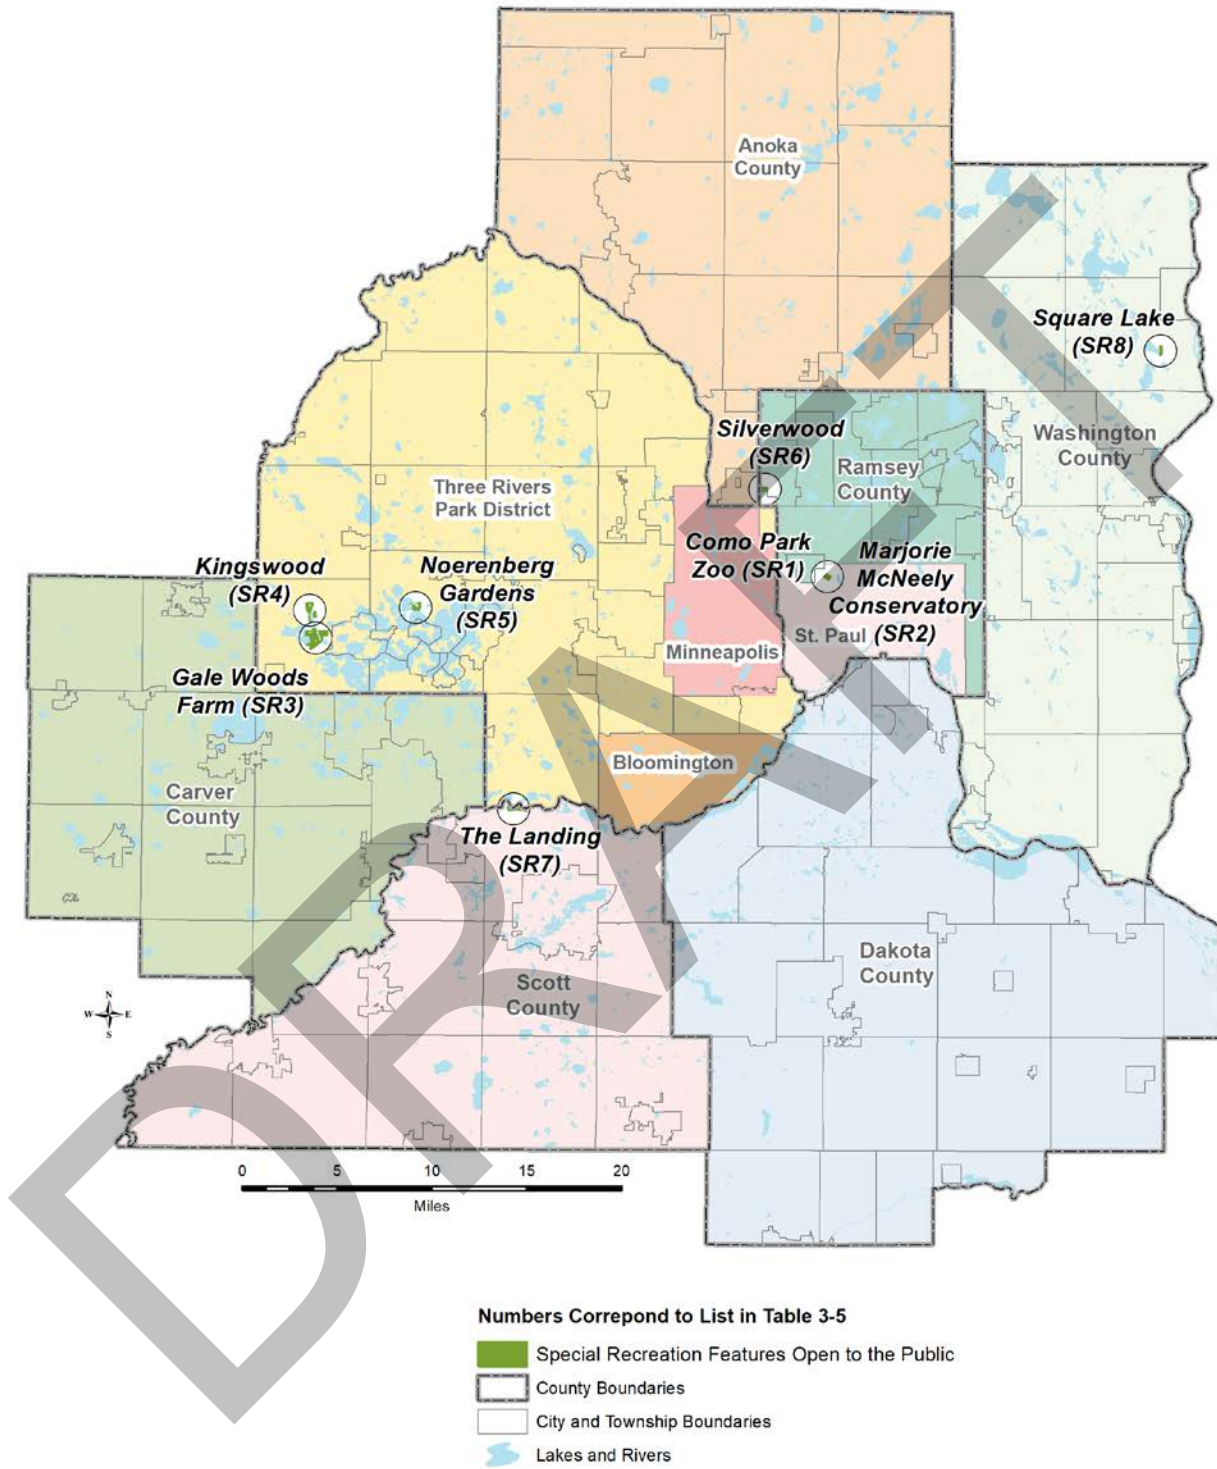 Anoka
County
Square Lake
(SR8)
Silverwood
(SR6)
Washington
County
Ramsey
County
Three Rivers
Park District
Como Park
Zoo (SR1)
Marjorie
McNeely
Conservatory
(SR2)
Kingswood
(SR4)
Noerenberg
Gardens
(SR5)
St. Paul
Minneapolis
Gale Woods
Farm (SR3)
Bloomington
Carver
County
The Landing
(SR7)
Dakota
County
Scott
County
N
W E
S
0 5 10 15 20
Miles
DRAFT
Numbers Correpond to List in Table 3-5
Special Recreation Features Open to the Public
County Boundaries
City and Township Boundaries
Lakes and Rivers